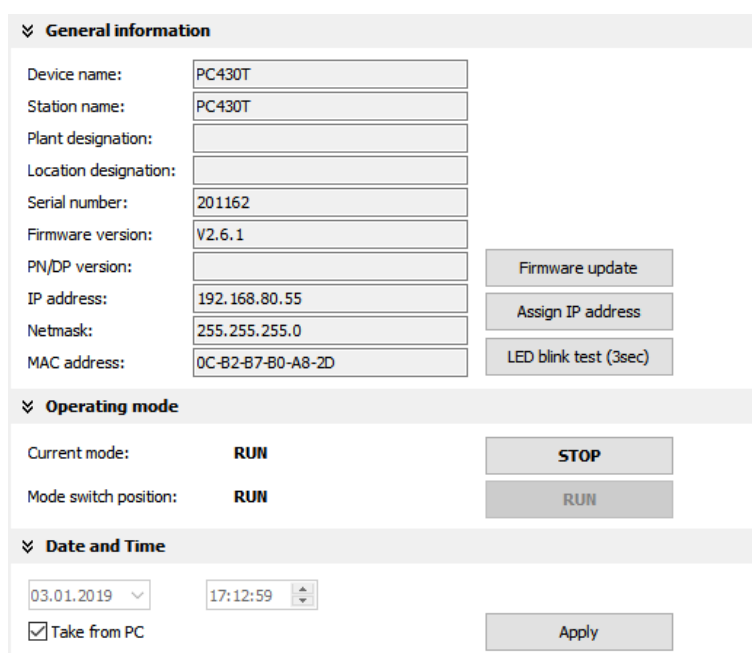 General information
Device name: PC430T
Station name: PC430T
Plant designation:
Location designation:
Serial number: 201162
Firmware version: V2.6.1
PN/DP version: Firmware update
IP address: 192.168.80.55
Assign IP address
Netmask: 255.255.255.0
MAC address: 0C-B2-B7-B0-A8-2D LED blink test (3sec)
Operating mode
Current mode: RUN STOP
Mode switch position: RUN RUN
Date and Time
03.01.2019 17:12:59
Take from PC Apply